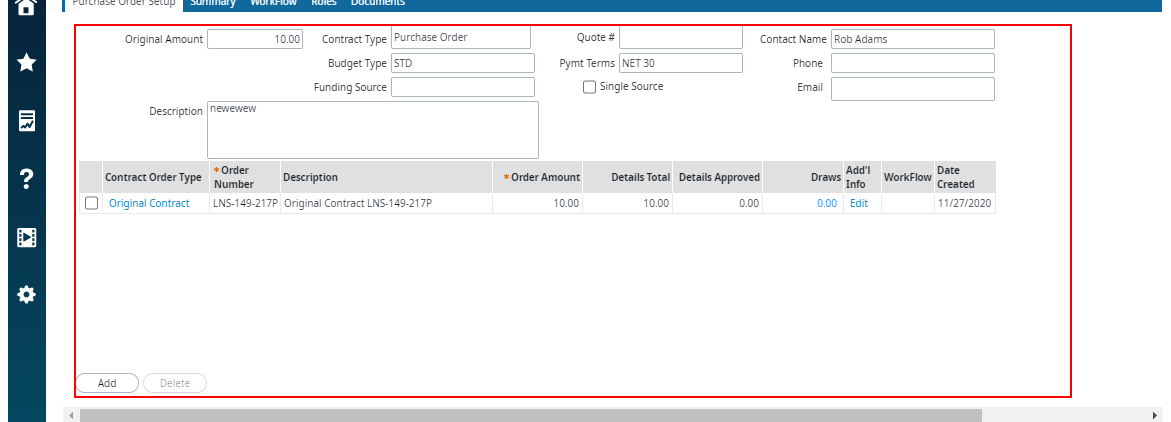 Purchase Order Setup Summary WorkFlow Roles Documents
Original Amount 10.00 Contract Type Purchase Order Quote # Contact Name Rob Adams
Budget Type STD Pymt Terms NET 30 Phone
Funding Source Single Source Email
Description newewew
Contract Order Type *Order Number Description *Order Amount Details Total Details Approved Draws Add'l Info WorkFlow Date Created
Original Contract LNS-149-217P Original Contract LNS-149-217P 10.00 10.00 0.00 0.00 Edit 11/27/2020
Add Delete